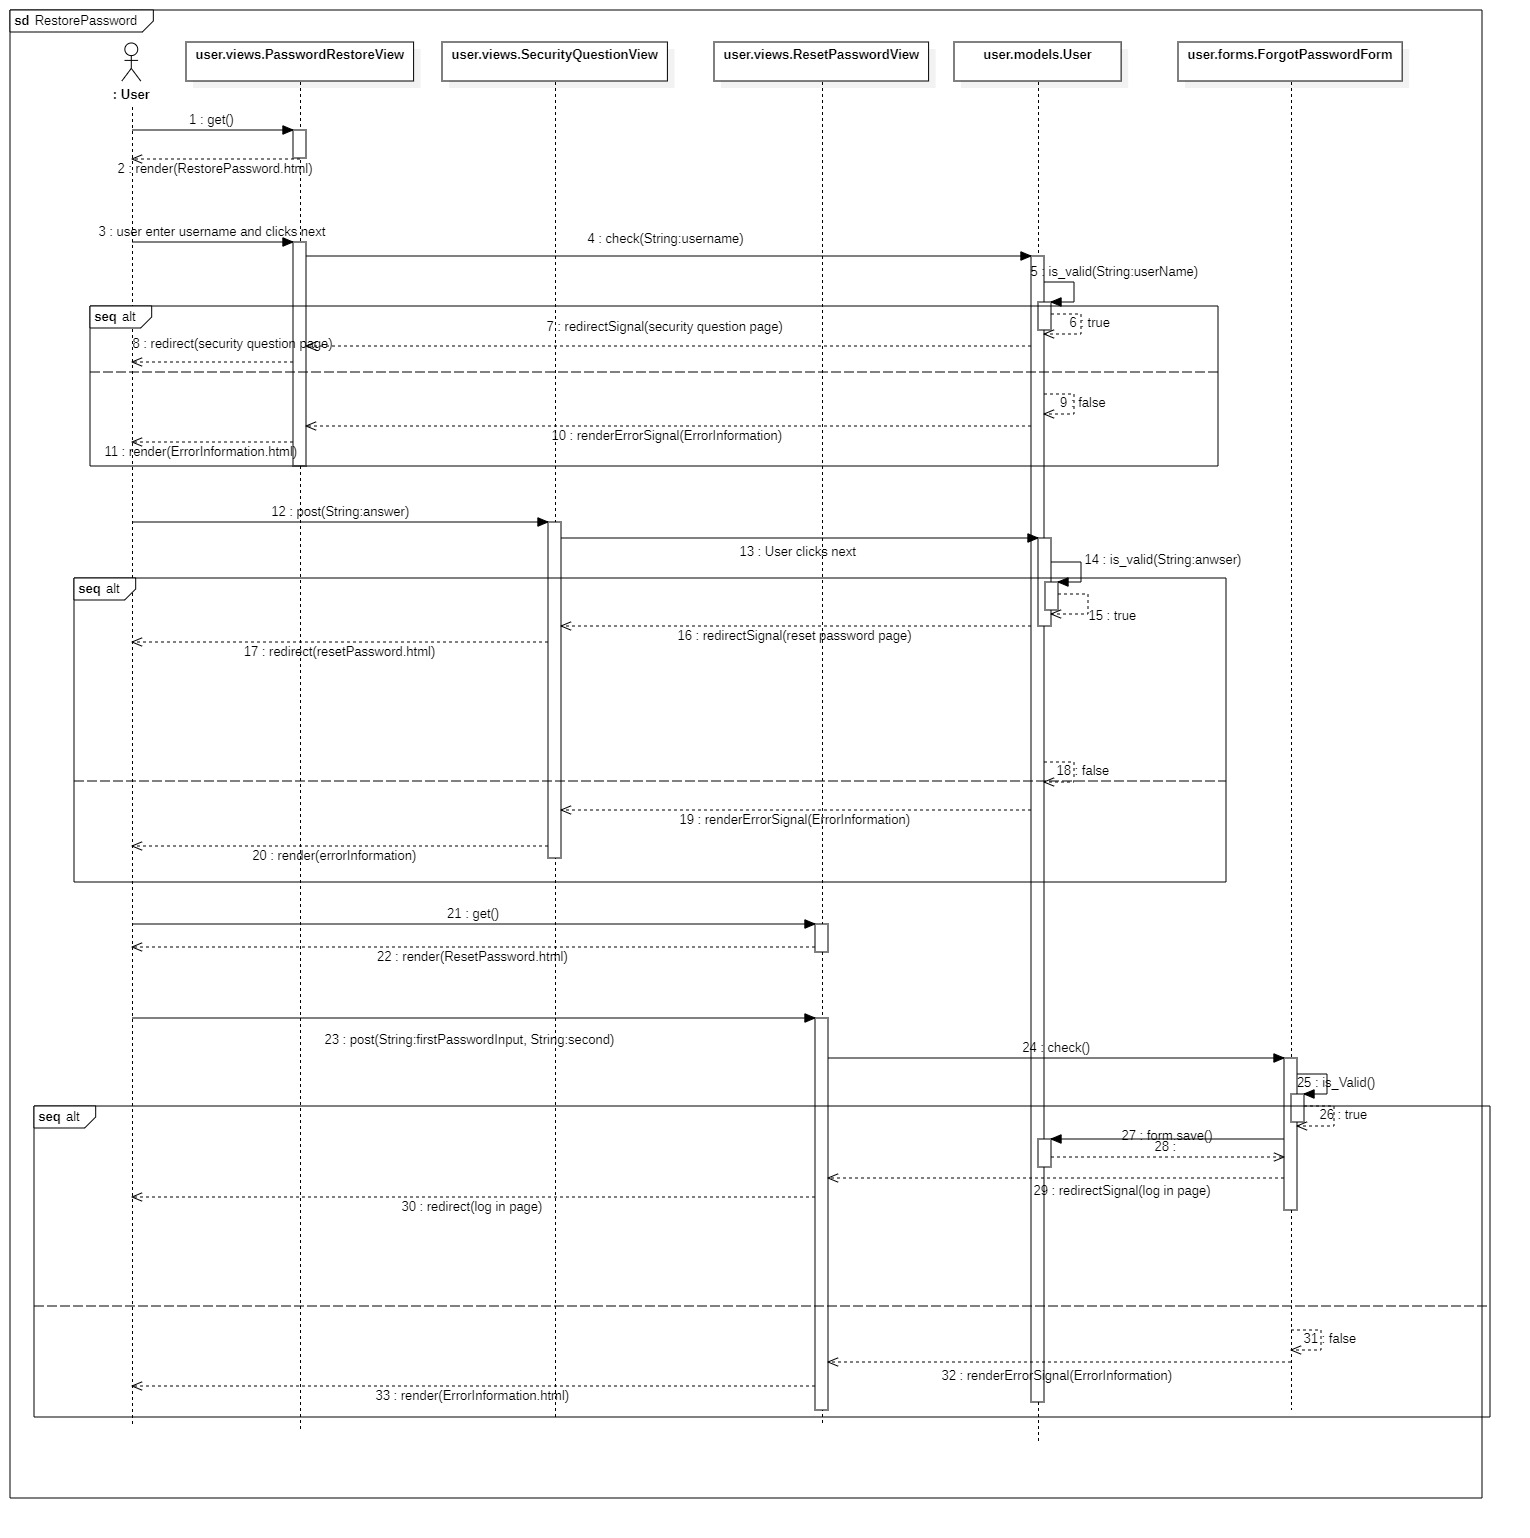 sd RestorePassword
: User
user.views.PasswordRestoreView
user.views.SecurityQuestionView
user.views.ResetPasswordView
user.models.User
user.forms.ForgotPasswordForm
1 : get()
2 : render(RestorePassword.html)
3 : user enter username and clicks next
4 : check(String:username)
5 : is_valid(String:userName)
seq alt
6 : true
7 : redirectSignal(security question page)
8 : redirect(security question page)
9 : false
10 : renderErrorSignal(ErrorInformation)
11 : render(ErrorInformation.html)
12 : post(String:answer)
13 : User clicks next
14 : is_valid(String:anwser)
seq alt
15 : true
16 : redirectSignal(reset password page)
17 : redirect(resetPassword.html)
18 : false
19 : renderErrorSignal(ErrorInformation)
20 : render(errorInformation)
21 : get()
22 : render(ResetPassword.html)
23 : post(String:firstPasswordInput, String:second)
24 : check()
25 : is_Valid()
seq alt
26 : true
27 : form.save()
28 :
29 : redirectSignal(log in page)
30 : redirect(log in page)
31 : false
32 : renderErrorSignal(ErrorInformation)
33 : render(ErrorInformation.html)